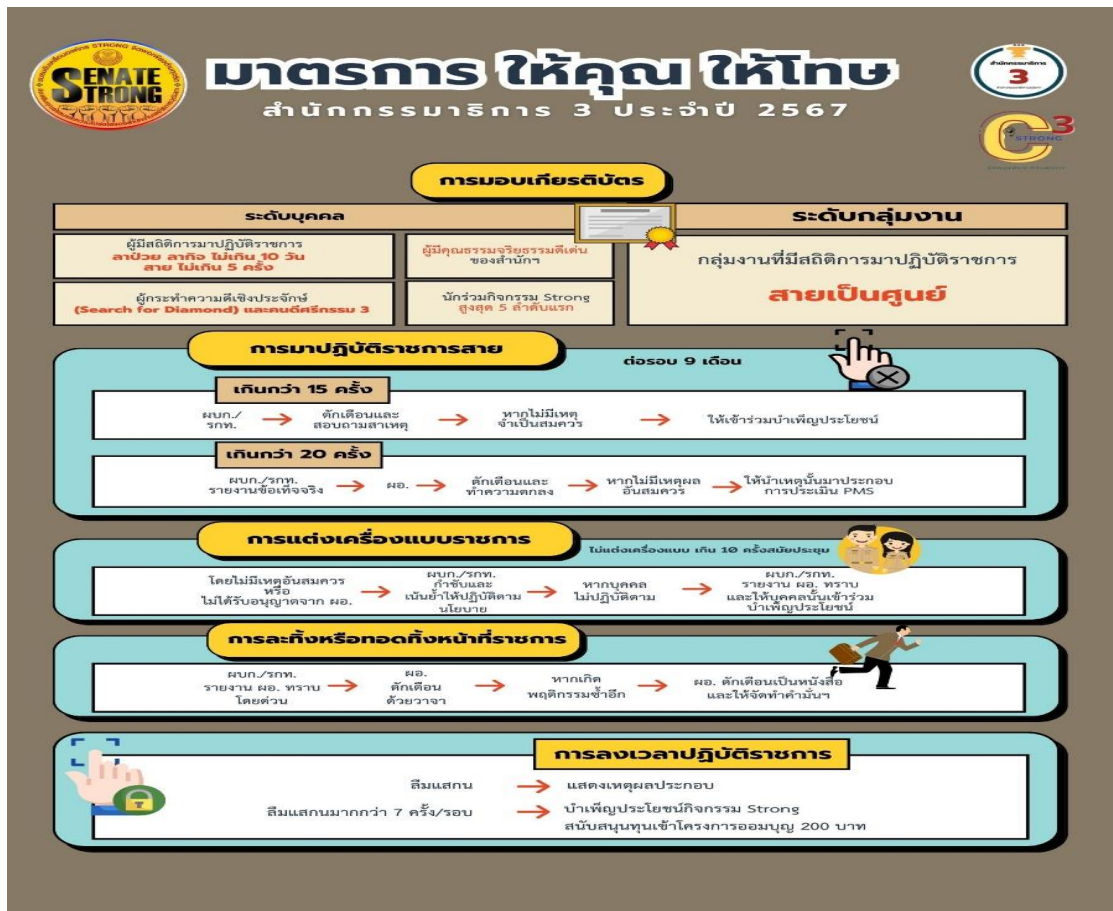 SENATE
STRONG
มาตรการ ให้คุณ ให้โทษ
สำนักกรรมาธิการ 3 ประจำปี 2567
สำนักกรรมาธิการ
3
C3
STRONG
การมอบเกียรติบัตร
ระดับบุคคล
ระดับกลุ่มงาน
ผู้มีสถิติการมาปฏิบัติราชการ
ลาป่วย ลากิจ ไม่เกิน 10 วัน
สาย ไม่เกิน 5 ครั้ง
ผู้มีคุณธรรมจริยธรรมดีเด่น
ของสำนักฯ
ผู้กระทำความดีเชิงประจักษ์
(Search for Diamond) และคนดีศรีกรรม 3
นักร่วมกิจกรรม Strong
สูงสุด 5 ลำดับแรก
กลุ่มงานที่มีสถิติการมาปฏิบัติราชการ
สายเป็นศูนย์
การมาปฏิบัติราชการสาย
ต่อรอบ 9 เดือน
เกินกว่า 15 ครั้ง
ผบก./
รกท.
ตักเตือนและ
สอบถามสาเหตุ
หากไม่มีเหตุ
จำเป็นสมควร
ให้เข้าร่วมบำเพ็ญประโยชน์
เกินกว่า 20 ครั้ง
ผบก./รกท.
รายงานข้อเท็จจริง
ผอ.
ตักเตือนและ
ทำความตกลง
หากไม่มีเหตุผล
อันสมควร
ให้นำเหตุนั้นมาประกอบ
การประเมิน PMS
การแต่งเครื่องแบบราชการ
ไม่แต่งเครื่องแบบ เกิน 10 ครั้งสมัยประชุม
โดยไม่มีเหตุอันสมควร
หรือ
ไม่ได้รับอนุญาตจาก ผอ.
ผบก./รกท.
กำชับและ
เน้นย้ำให้ปฏิบัติตาม
นโยบาย
หากบุคคล
ไม่ปฏิบัติตาม
ผบก./รกท.
รายงาน ผอ. ทราบ
และให้บุคคลนั้นเข้าร่วม
บำเพ็ญประโยชน์
การละทิ้งหรือทอดทิ้งหน้าที่ราชการ
ผบก./รกท.
รายงาน ผอ. ทราบ
โดยด่วน
ผอ.
ตักเตือน
ด้วยวาจา
หากเกิด
พฤติกรรมซ้ำอีก
ผอ. ตักเตือนเป็นหนังสือ
และให้จัดทำคำมั่นฯ
การลงเวลาปฏิบัติราชการ
ลืมแสกน
แสดงเหตุผลประกอบ
ลืมแสกนมากกว่า 7 ครั้ง/รอบ
บำเพ็ญประโยชน์กิจกรรม Strong
สนับสนุนทุนเข้าโครงการออมบุญ 200 บาท